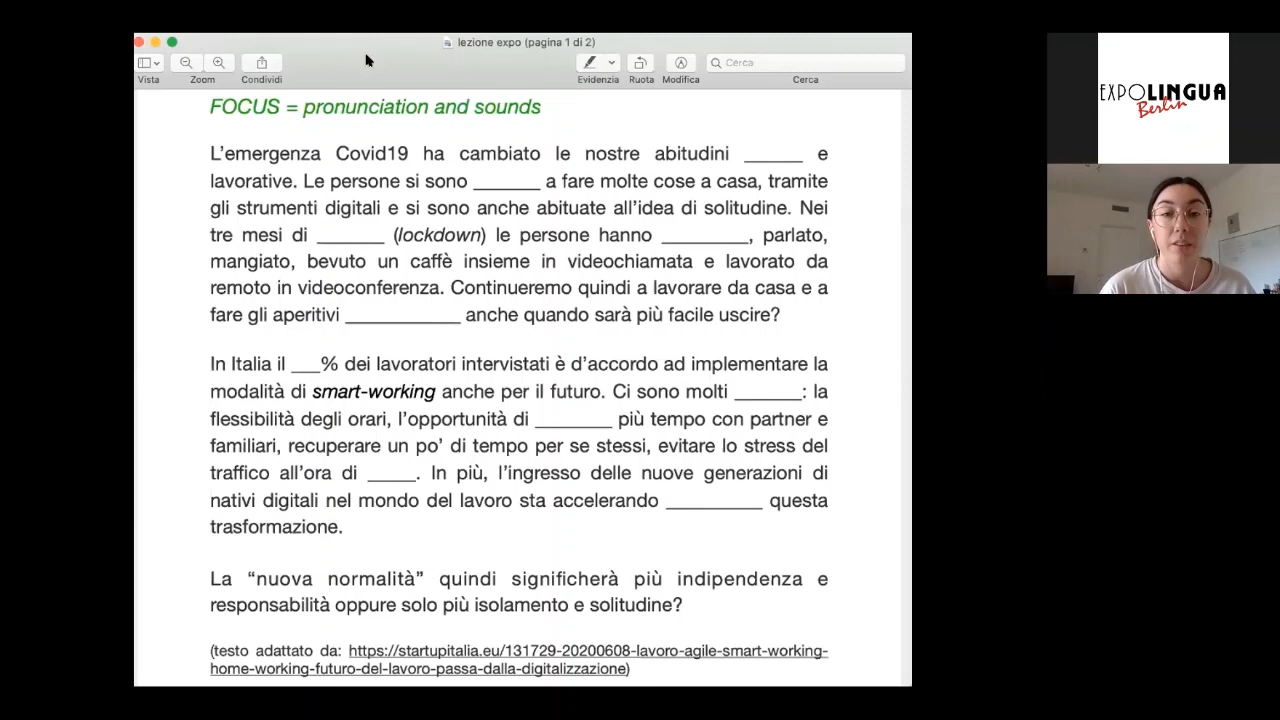 lezione expo (pagina 1 di 2)
Vista
Zoom
Condividi
Evidenzia
Ruota
Modifica
Cerca
Cerca
FOCUS = pronunciation and sounds
L'emergenza Covid19 ha cambiato le nostre abitudini ______ e
lavorative. Le persone si sono _______ a fare molte cose a casa, tramite
gli strumenti digitali e si sono anche abituate all'idea di solitudine. Nei
tre mesi di _______ (lockdown) le persone hanno _________, parlato,
mangiato, bevuto un caffè insieme in videochiamata e lavorato da
remoto in videoconferenza. Continueremo quindi a lavorare da casa e a
fare gli aperitivi ____________ anche quando sarà più facile uscire?
In Italia il ___% dei lavoratori intervistati è d'accordo ad implementare la
modalità di smart-working anche per il futuro. Ci sono molti _______: la
flessibilità degli orari, l'opportunità di ________ più tempo con partner e
familiari, recuperare un po' di tempo per se stessi, evitare lo stress del
traffico all'ora di _____. In più, l'ingresso delle nuove generazioni di
nativi digitali nel mondo del lavoro sta accelerando __________ questa
trasformazione.
La “nuova normalità” quindi significherà più indipendenza e
responsabilità oppure solo più isolamento e solitudine?
(testo adattato da: https://startupitalia.eu/131729-20200608-lavoro-agile-smart-working-
home-working-futuro-del-lavoro-passa-dalla-digitalizzazione)
EXPOLINGUA
Berlin